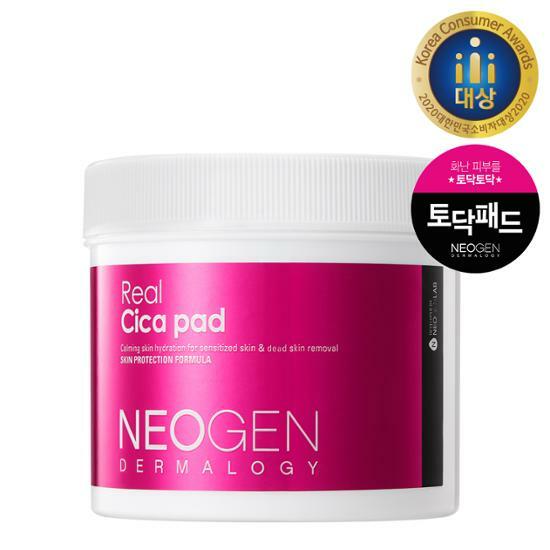 Korea Consumer Awards
대상
2020대한민국소비자대상2020
화난 피부를
★토닥토닥★
토닥패드
NEOGEN
DERMALOGY
Real
Cica pad
Calming skin hydration for sensitized skin & dead skin removal
SKIN PROTECTION FORMULA
NEOGEN
DERMALOGY